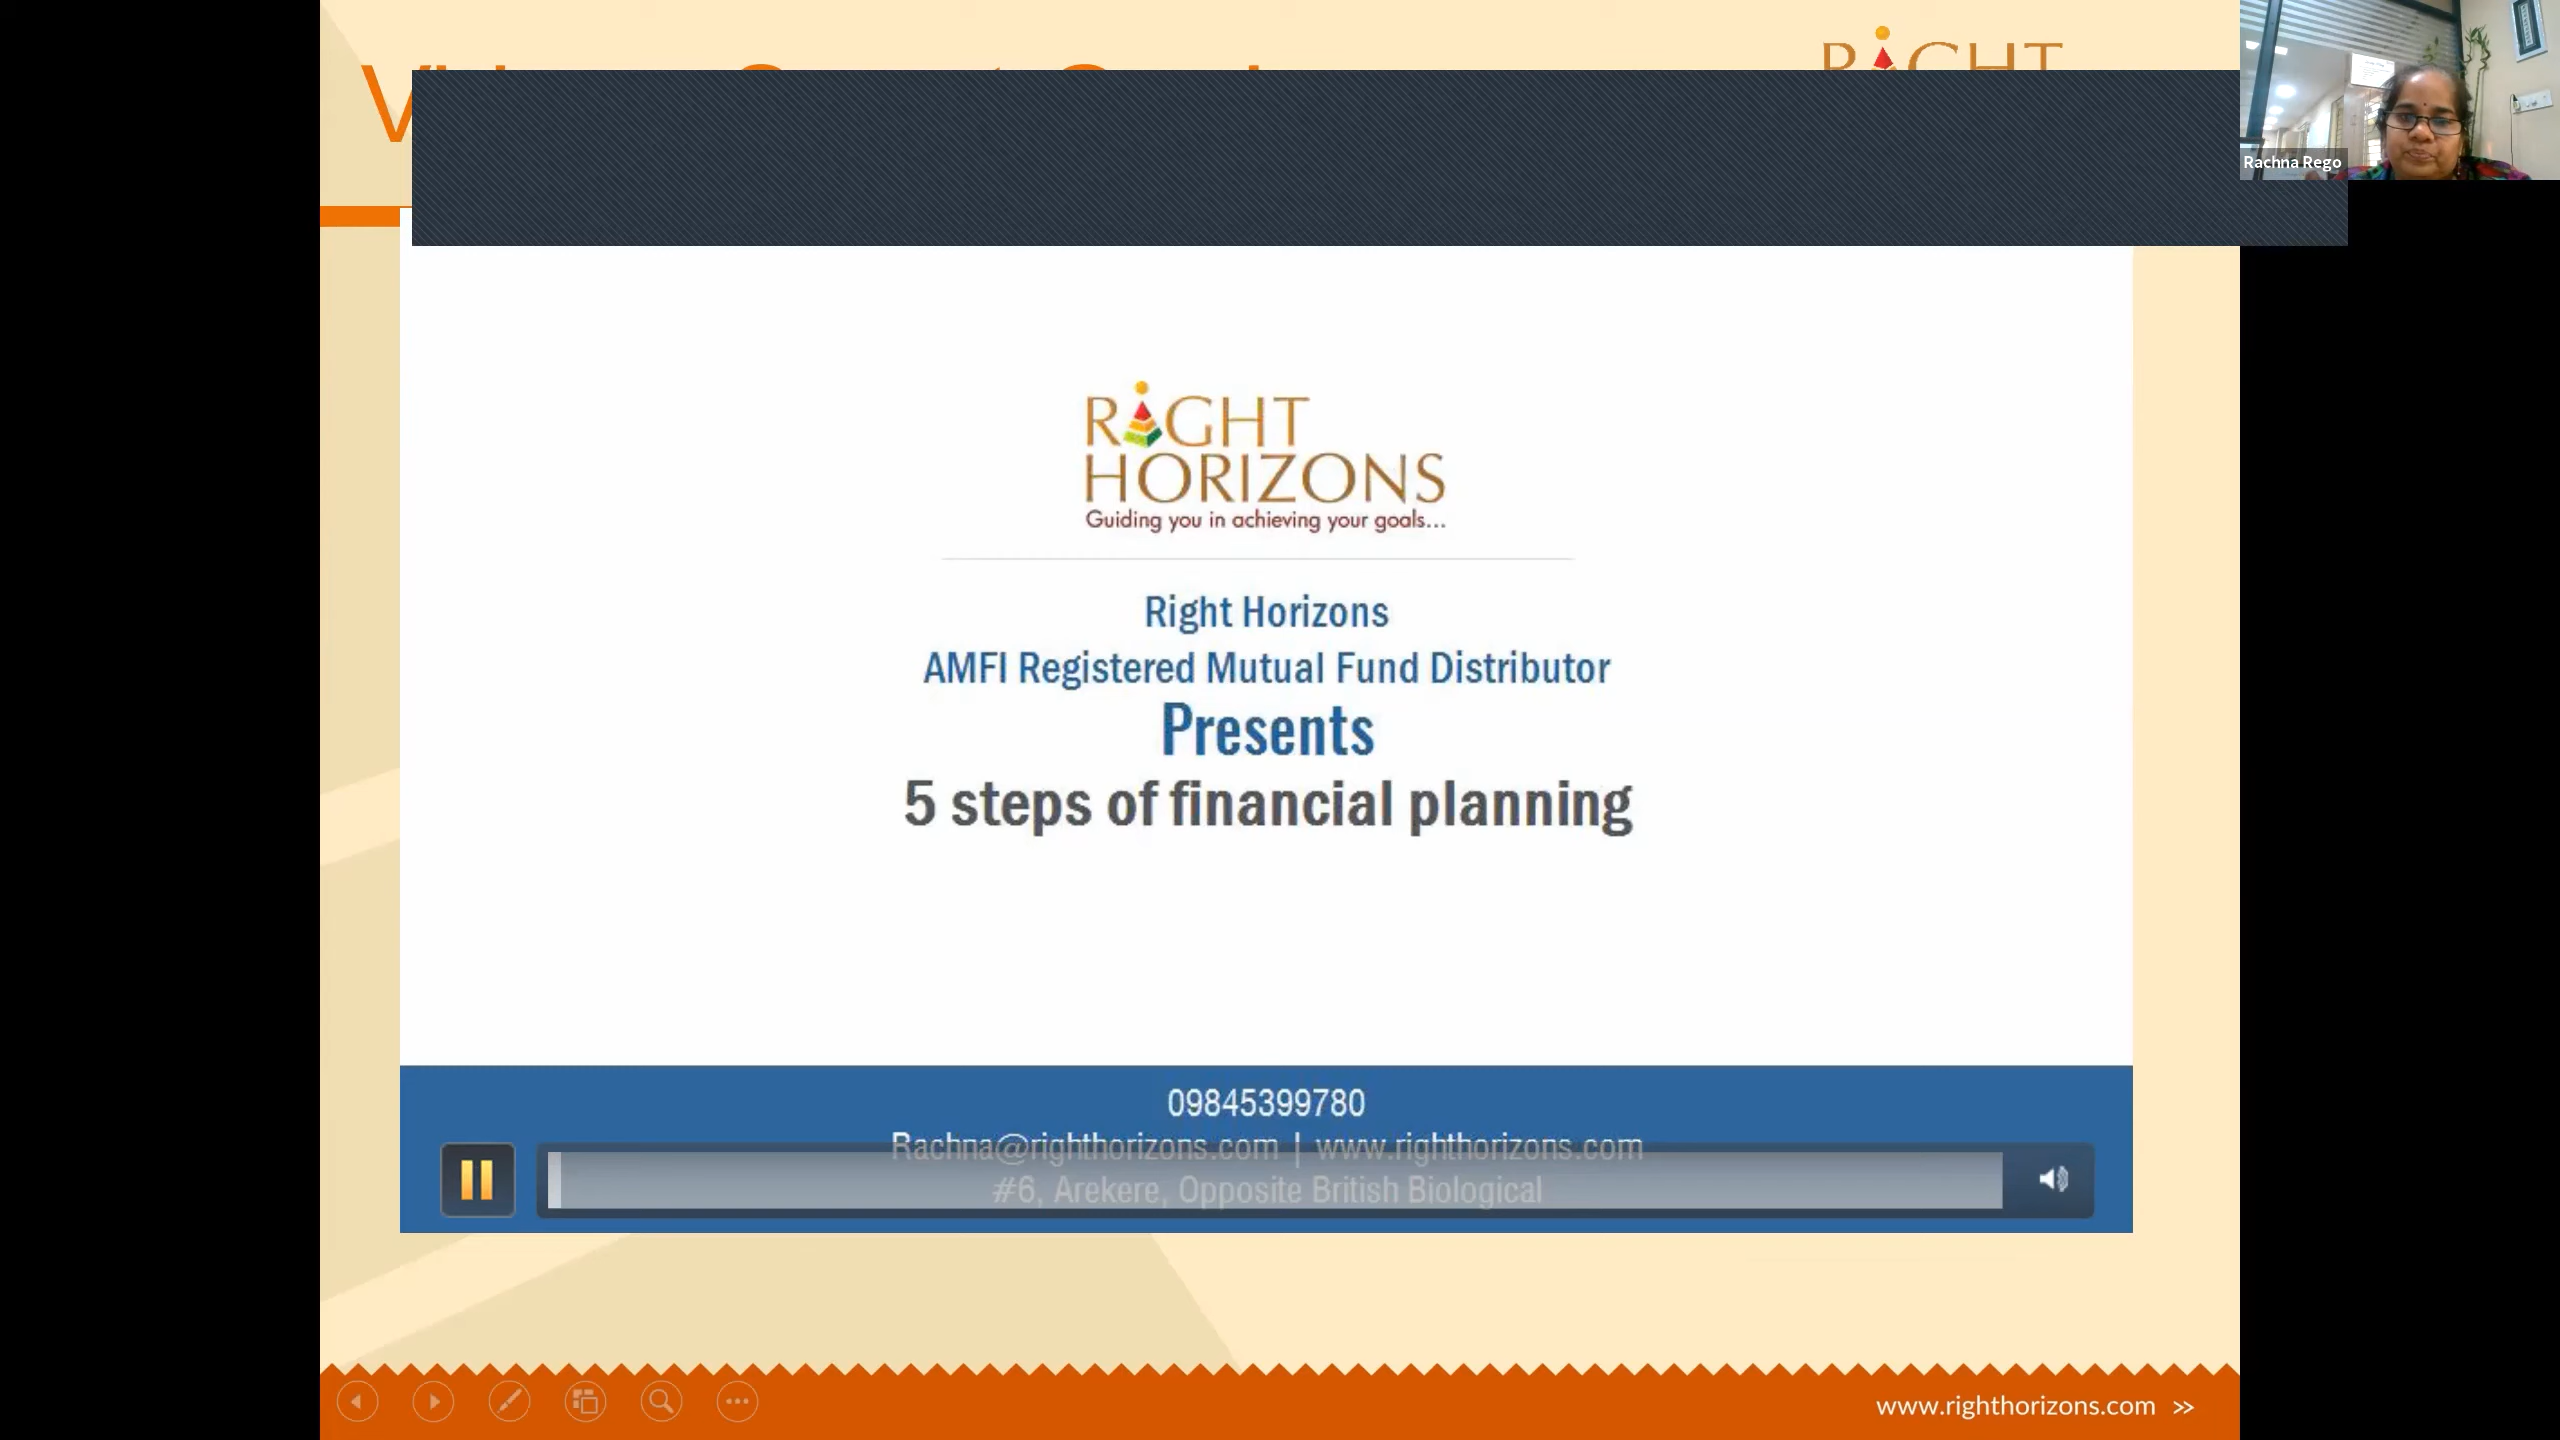 RIGHT
Rachna Rego
RIGHT
HORIZONS
Guiding you in achieving your goals...
Right Horizons
AMFI Registered Mutual Fund Distributor
Presents
5 steps of financial planning
09845399780
Rachna@righthorizons.com | www.righthorizons.com
#6, Arekere, Opposite British Biological
www.righthorizons.com >>